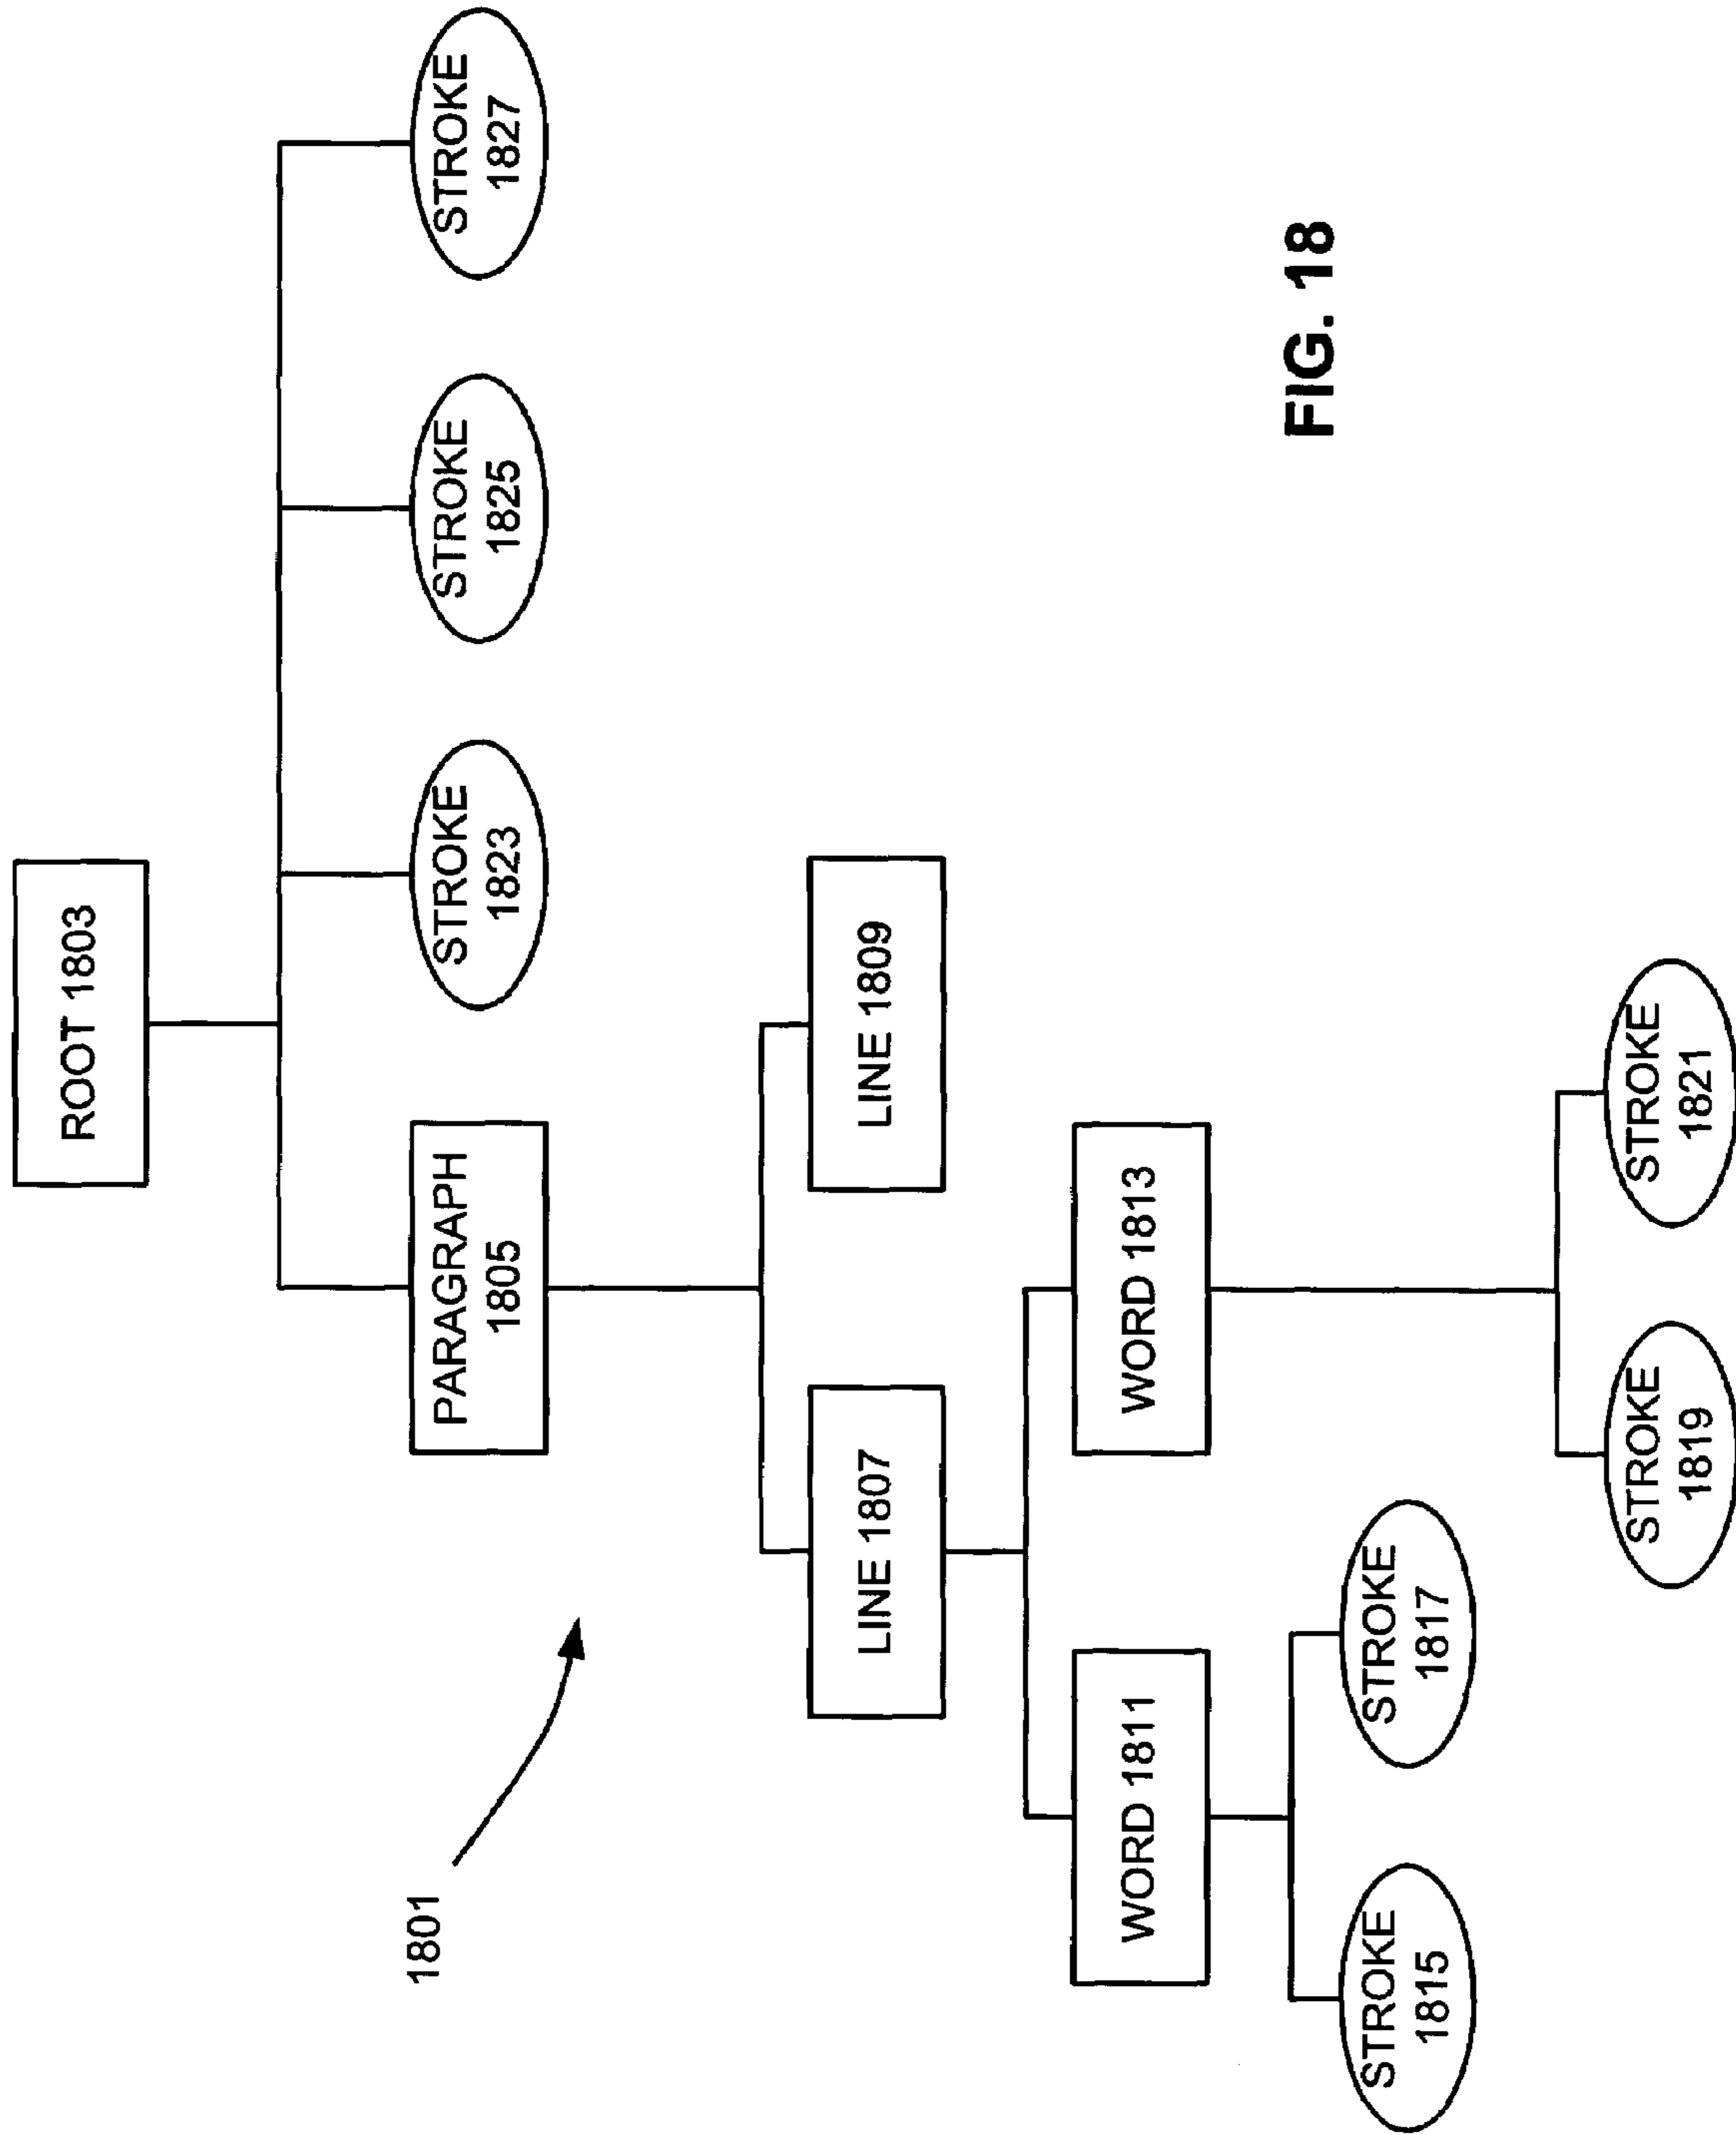 ROOT 1803
PARAGRAPH
1805
STROKE
1823
STROKE
1825
STROKE
1827
1801
LINE 1807
LINE 1809
WORD 1811
WORD 1813
STROKE
1815
STROKE
1817
STROKE
1819
STROKE
1821
FIG. 18